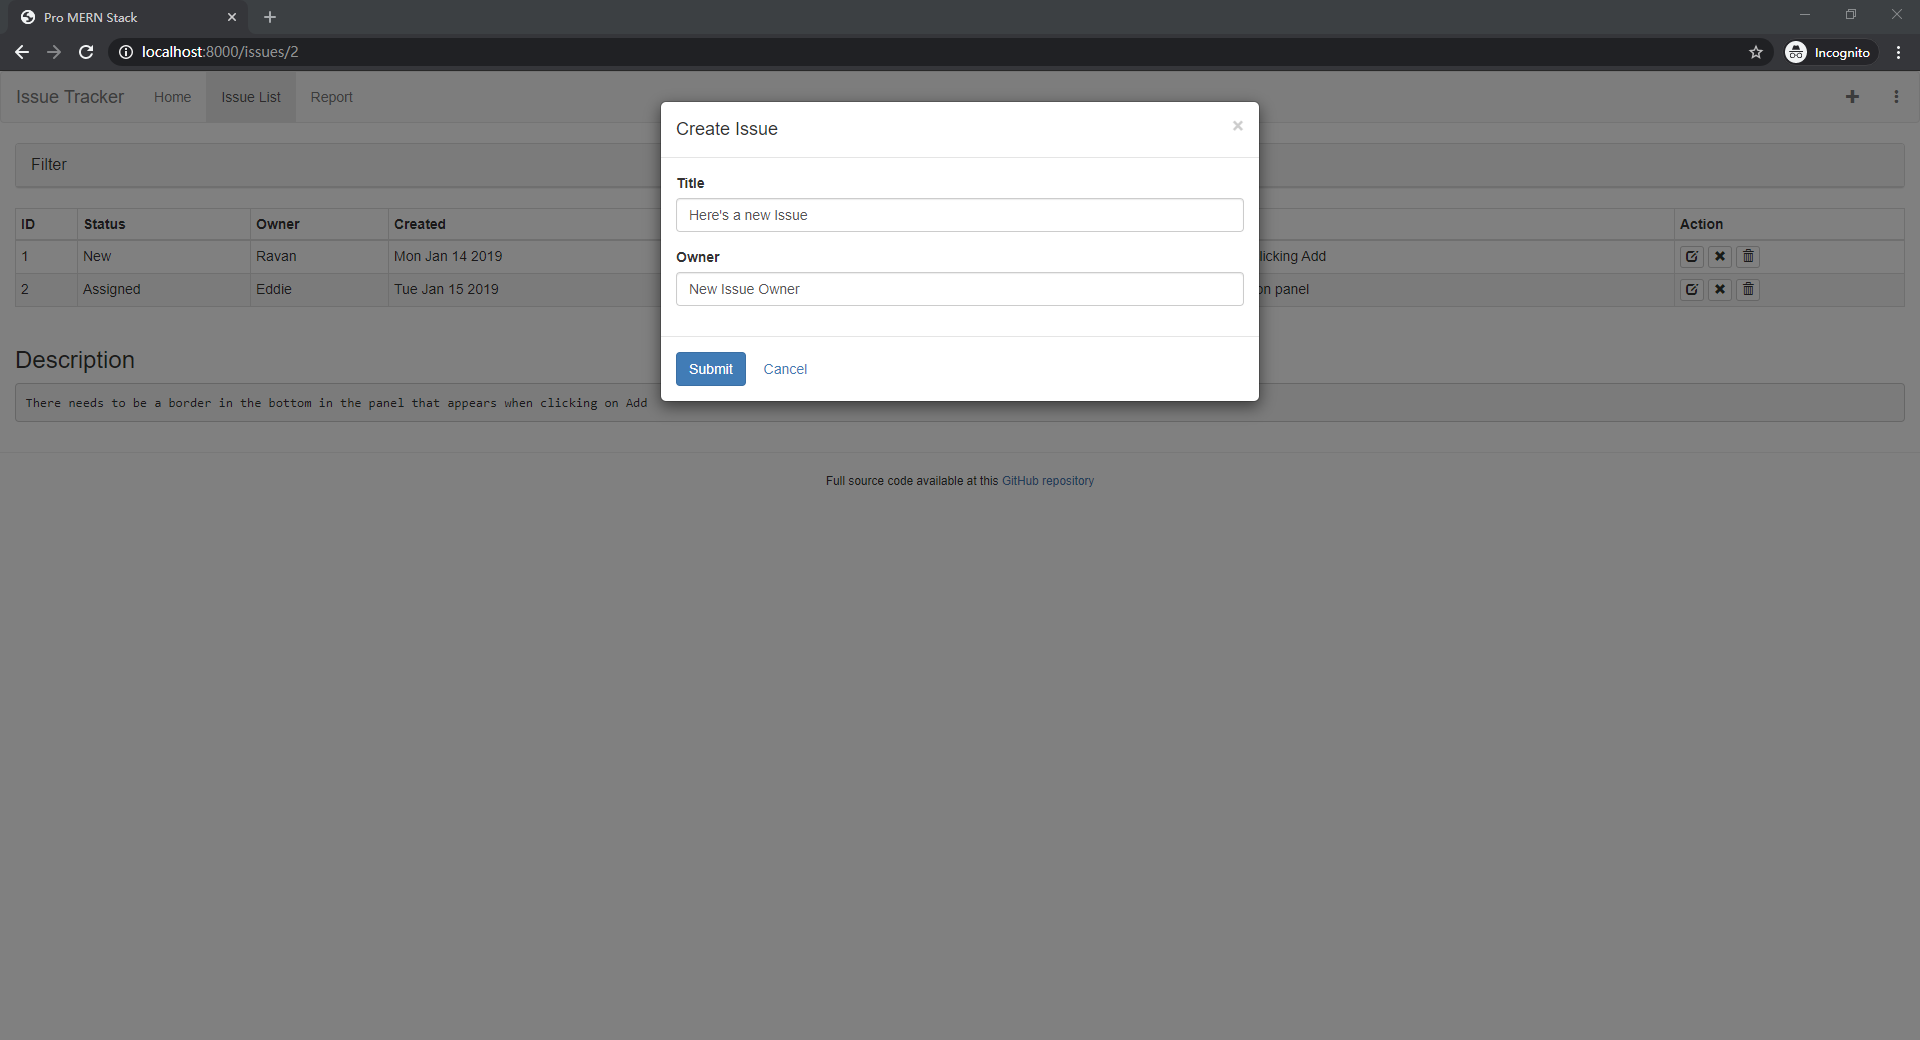 Pro MERN Stack
localhost:8000/issues/2
Incognito
Issue Tracker Home Issue List Report
Create Issue
Filter
Title
Here's a new Issue
ID Status Owner Created Action
1 New Ravan Mon Jan 14 2019 licking Add
Owner
2 Assigned Eddie Tue Jan 15 2019 on panel
New Issue Owner
Description
Submit Cancel
There needs to be a border in the bottom in the panel that appears when clicking on Add
Full source code available at this GitHub repository